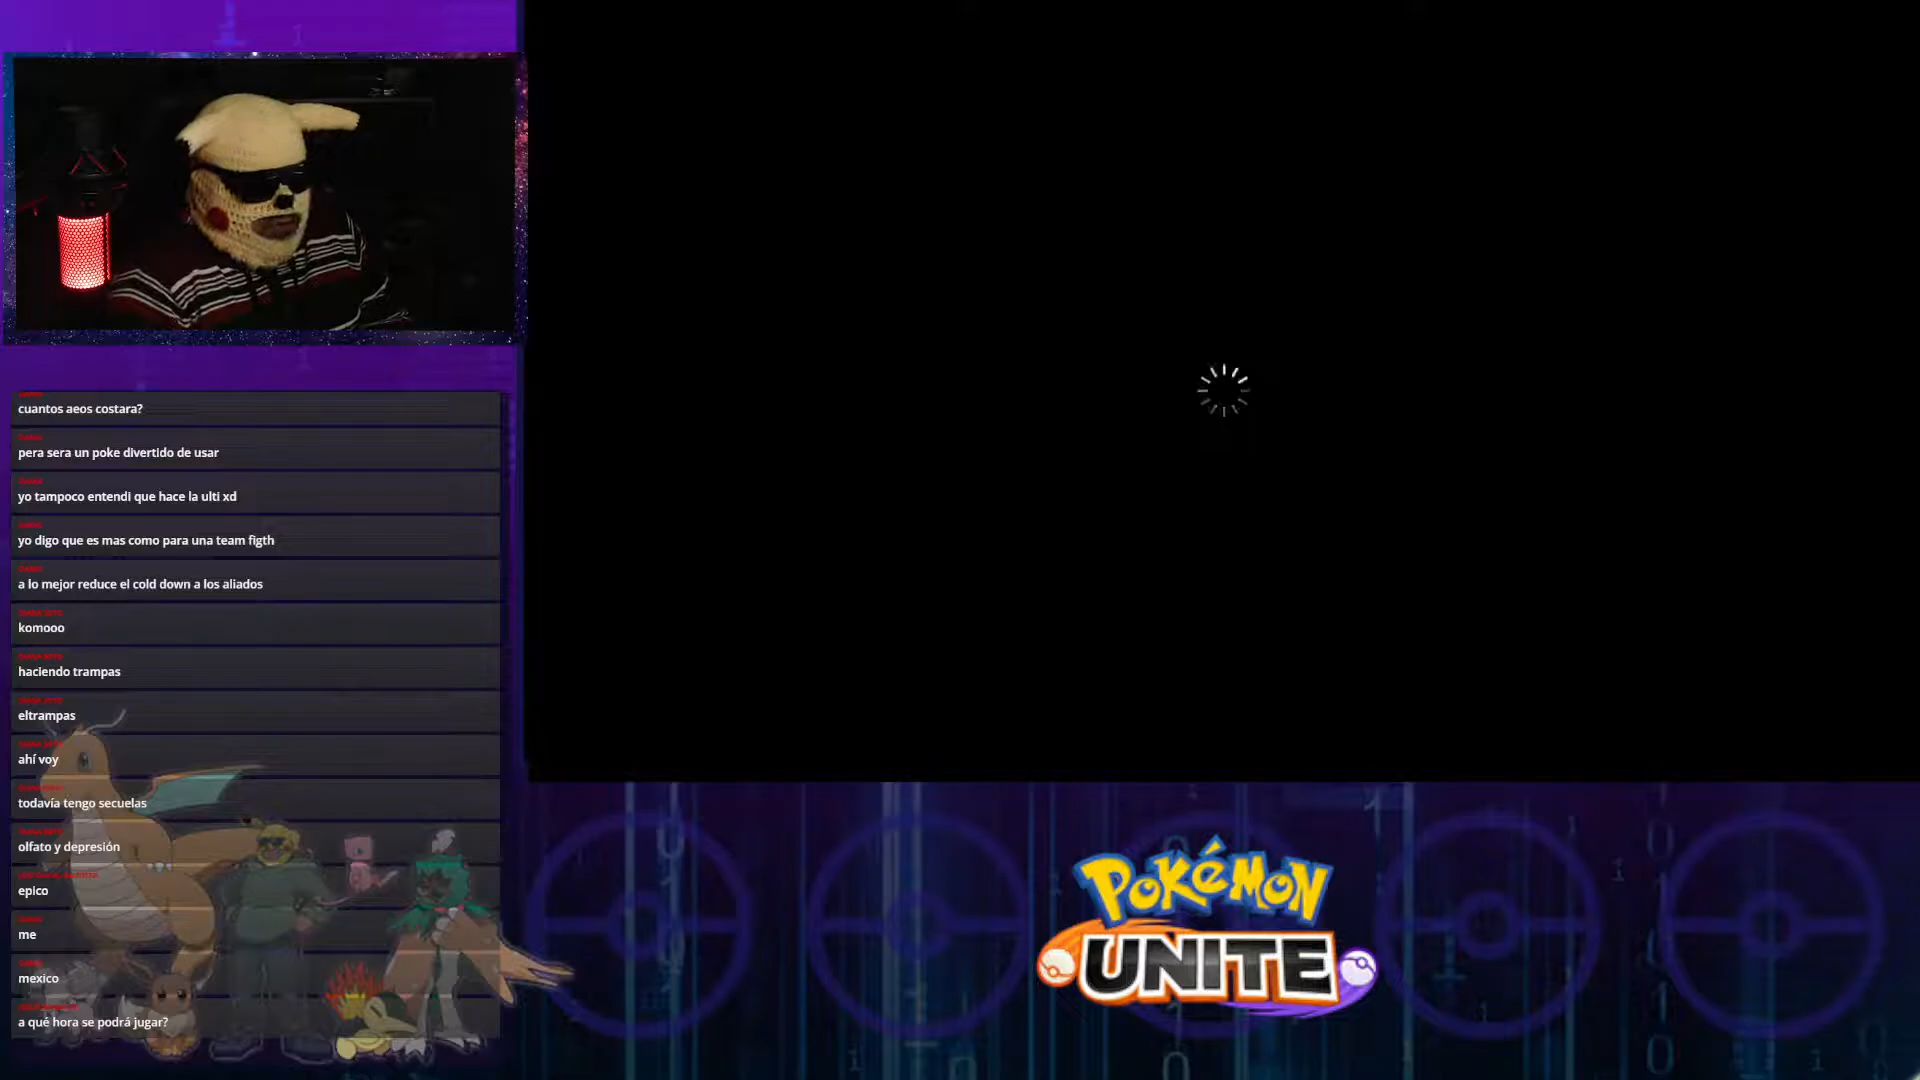 cuantos aeos costara?
pera sera un poke divertido de usar
yo tampoco entendi que hace la ulti xd
yo digo que es mas como para una team figth
a lo mejor reduce el cold down a los aliados
komooo
haciendo trampas
eltrampas
ahí voy
todavía tengo secuelas
olfato y depresión
epico
me
mexico
a qué hora se podrá jugar?
POKéMON
UNITE